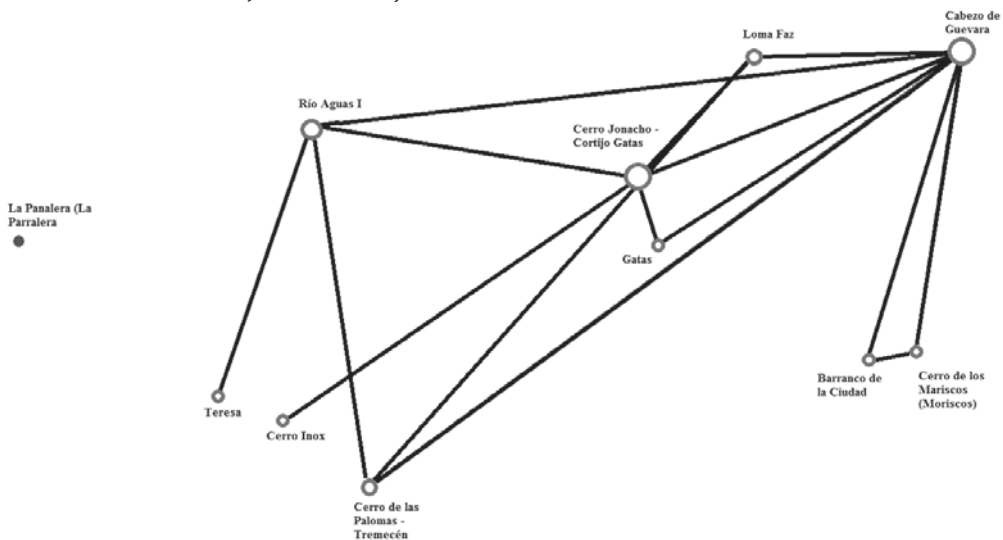 Cabezo de
Guevara
Loma Faz
Río Aguas I
Cerro Jonacho -
Cortijo Gatas
La Panalera (La
Parralera
Gatas
Barranco de
la Ciudad
Cerro de los
Mariscos
(Moriscos)
Teresa
Cerro Inox
Cerro de las
Palomas -
Tremecén